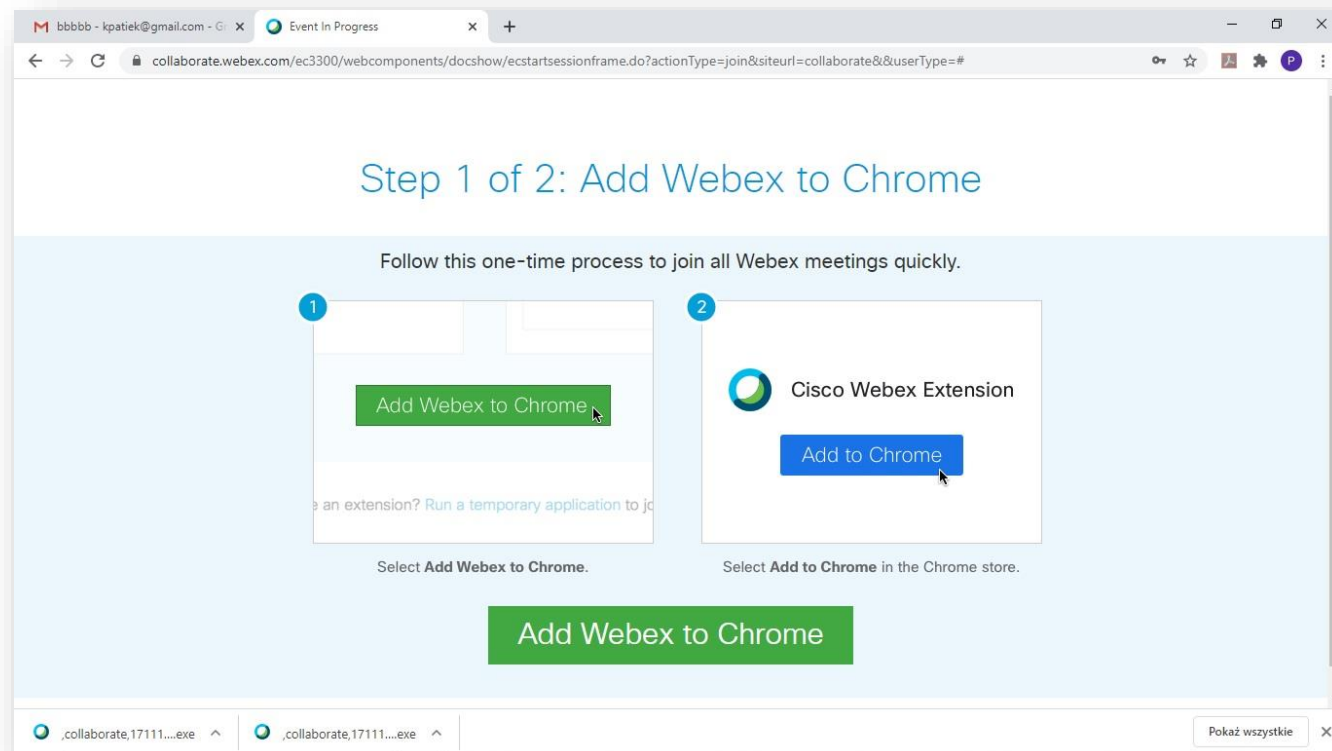 bbbbb - kpatiek@gmail.com - G
Event In Progress
collaborate.webex.com/ec3300/webcomponents/docshow/ecstartsessionframe.do?actionType=join&siteurl=collaborate&&userType=#
P
Step 1 of 2: Add Webex to Chrome
Follow this one-time process to join all Webex meetings quickly.
1
Add Webex to Chrome
an extension? Run a temporary application to jo
Select Add Webex to Chrome.
2
Cisco Webex Extension
Add to Chrome
Select Add to Chrome in the Chrome store.
Add Webex to Chrome
,collaborate,17111....exe
,collaborate,17111....exe
Pokaż wszystkie